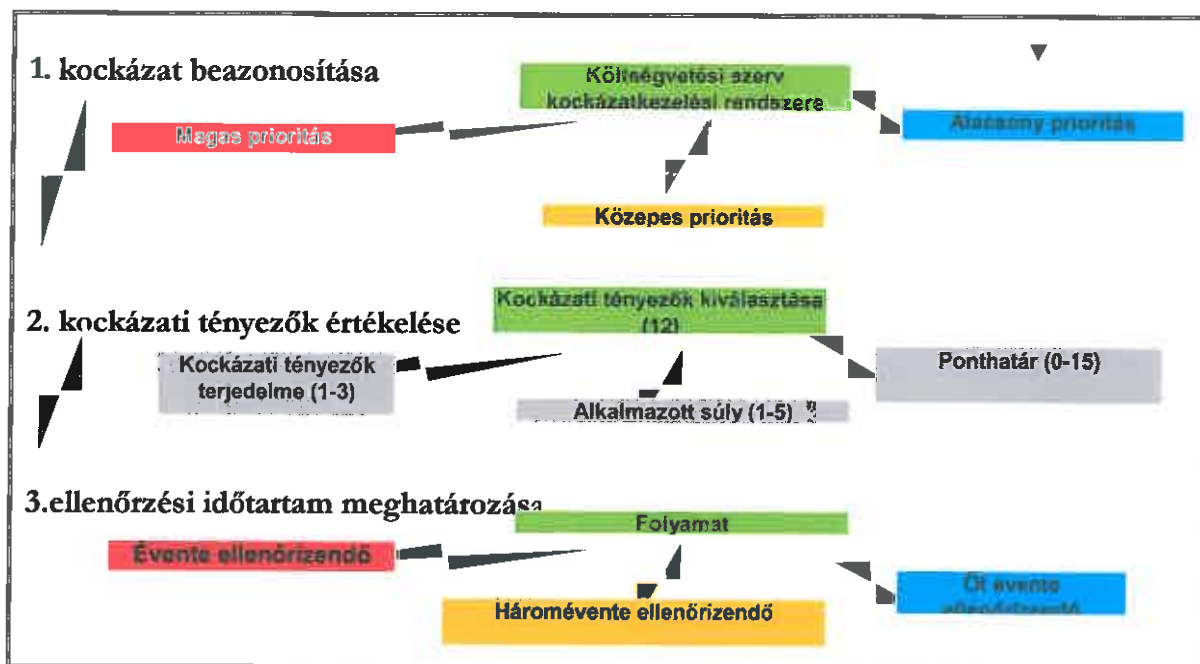 1. kockázat beazonosítása
Költségvetési szerv
kockázatkezelési rendszere
Magas prioritás
Alacsony prioritás
Közepes prioritás
2. kockázati tényezők értékelése
Kockázati tényezők kiválasztása
(12)
Kockázati tényezők
terjedelme (1-3)
Ponthatár (0-15)
Alkalmazott súly (1-5)
3.ellenőrzési időtartam meghatározása
Folyamat
Évente ellenőrizendő
Öt évente
ellenőrizendő
Háromévente ellenőrizendő